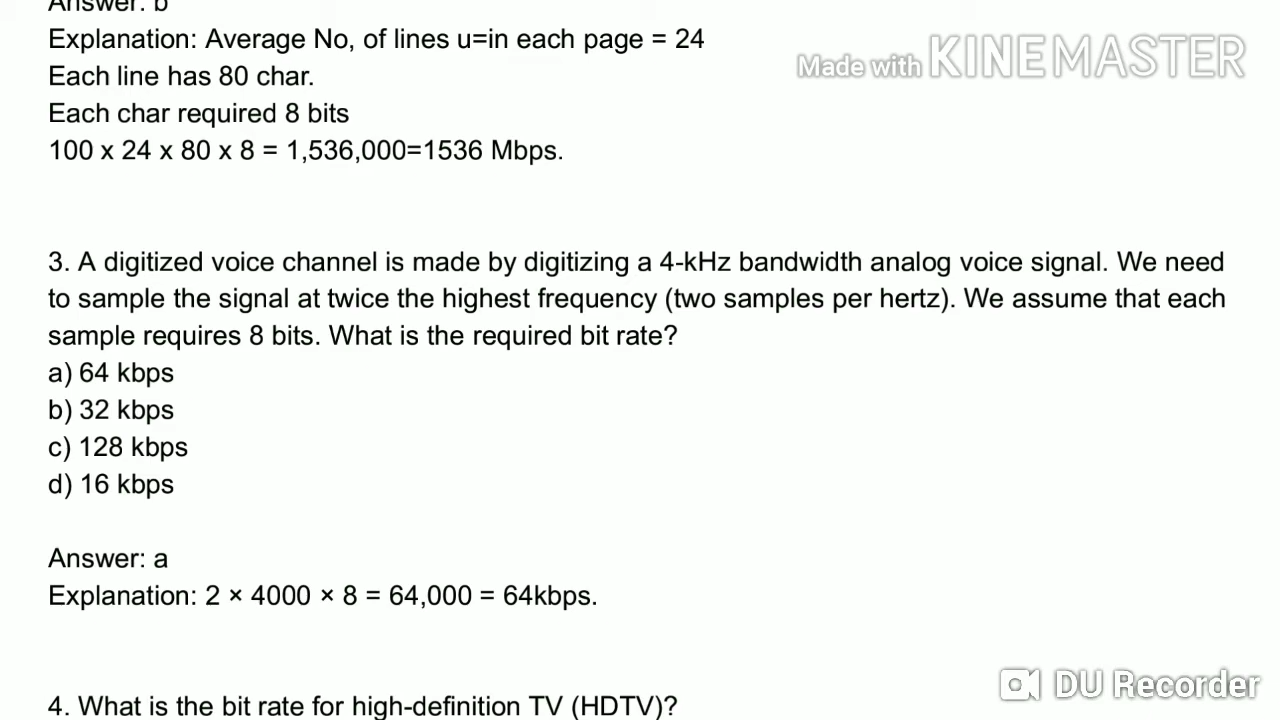 Answer: b
Explanation: Average No, of lines u=in each page = 24
Made with KINEMASTER
Each line has 80 char.
Each char required 8 bits
100 x 24 x 80 x 8 = 1,536,000=1536 Mbps.
3. A digitized voice channel is made by digitizing a 4-kHz bandwidth analog voice signal. We need
to sample the signal at twice the highest frequency (two samples per hertz). We assume that each
sample requires 8 bits. What is the required bit rate?
a) 64 kbps
b) 32 kbps
c) 128 kbps
d) 16 kbps
Answer: a
Explanation: 2 × 4000 × 8 = 64,000 = 64kbps.
4. What is the bit rate for high-definition TV (HDTV)?
DU Recorder